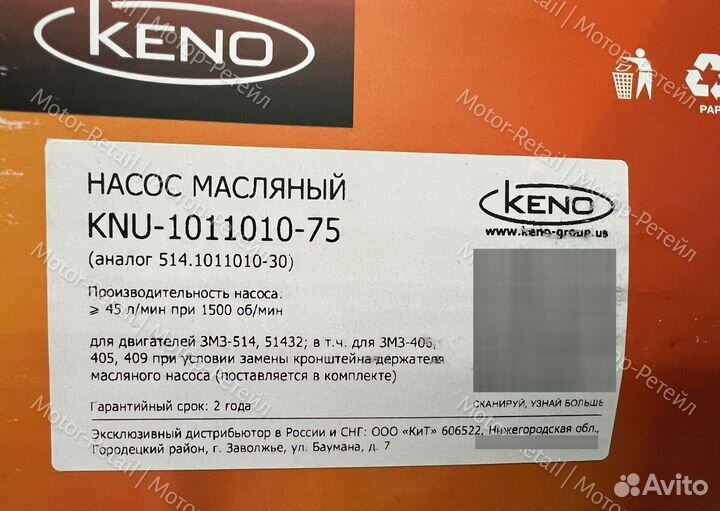 KENO
PAP
НАСОС МАСЛЯНЫЙ
KNU-1011010-75
(аналог 514.1011010-30)
KENO
www.keno-group.us
Производительность насоса:
⩾ 45 л/мин при 1500 об/мин
для двигателей ЗМЗ-514, 51432; в т.ч. для ЗМЗ-406,
405, 409 при условии замены кронштейна-держателя
масляного насоса (поставляется в комплекте)
СКАНИРУЙ, УЗНАЙ БОЛЬШЕ
Гарантийный срок: 2 года
Эксклюзивный дистрибьютор в России и СНГ: ООО «КиТ» 606522, Нижегородская обл.,
Городецкий район, г. Заволжье, ул. Баумана, д. 7
Motor-Retail | Мотор-Ретейл
Avito